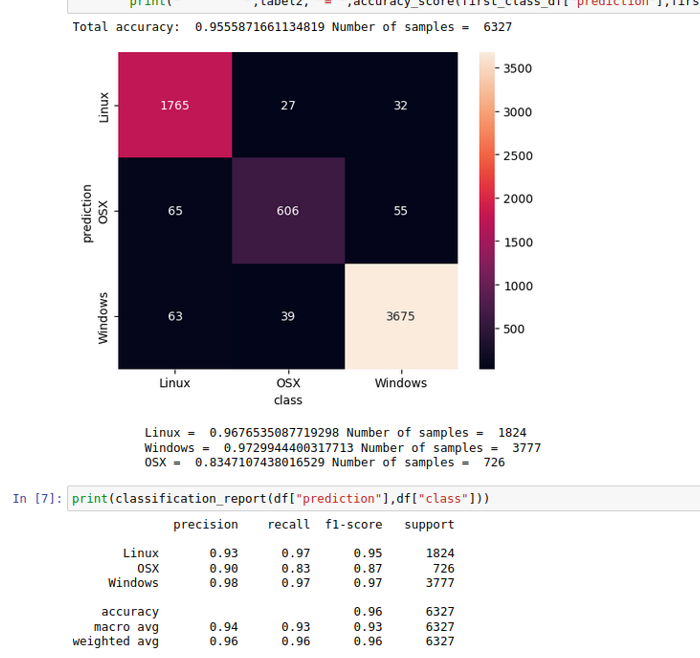 print("          ",label2, " = ",accuracy_score(first_class_df["prediction"],firs
Total accuracy:  0.9555871661134819 Number of samples =  6327
3500
3000
2500
2000
1500
1000
500
Linux
OSX
Windows
prediction
1765 27 32
65 606 55
63 39 3675
Linux OSX Windows
class
Linux =  0.9676535087719298 Number of samples =  1824
Windows =  0.9729944400317713 Number of samples =  3777
OSX =  0.8347107438016529 Number of samples =  726
In [7]: print(classification_report(df["prediction"],df["class"]))
precision recall f1-score support
Linux 0.93 0.97 0.95 1824
OSX 0.90 0.83 0.87 726
Windows 0.98 0.97 0.97 3777
accuracy 0.96 6327
macro avg 0.94 0.93 0.93 6327
weighted avg 0.96 0.96 0.96 6327